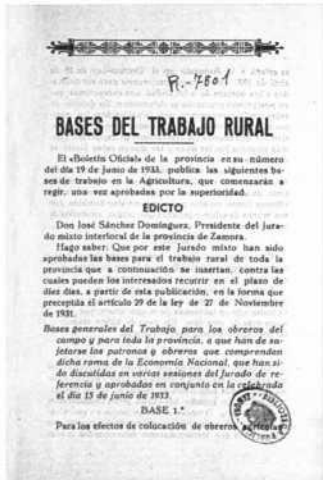 R.-7801
BASES DEL TRABAJO RURAL
El «Boletín Oficial» de la provincia en su número
del día 19 de Junio de 1933, publica las siguientes ba-
ses de trabajo en la Agricultura, que comenzarán a
regir, una vez aprobadas por la superioridad.
EDICTO
Don José Sánchez Domínguez, Presidente del jura-
do mixto interlocal de la provincia de Zamora.
Hago saber: Que por este Jurado mixto han sido
aprobadas las bases para el trabajo rural de toda la
provincia que a continuación se insertan, contra las
cuales pueden los interesados recurrir en el plazo de
diez días, a partir de esta publicación, en la forma que
preceptúa el artículo 29 de la ley de 27 de Noviembre
de 1931.
Bases generales del Trabajo, para los obreros del
campo y para toda la provincia, a que han de su-
jetarse los patronos y obreros que comprenden
dicha roma de la Economía Nacional, que han si-
do discutidas en varias sesiones del Jurado de re-
ferencia y aprobadas en conjunto en la celebrada
el día 15 de junio de 1933.
BASE 1.ª
Para los efectos de colocación de obreros agrícolas